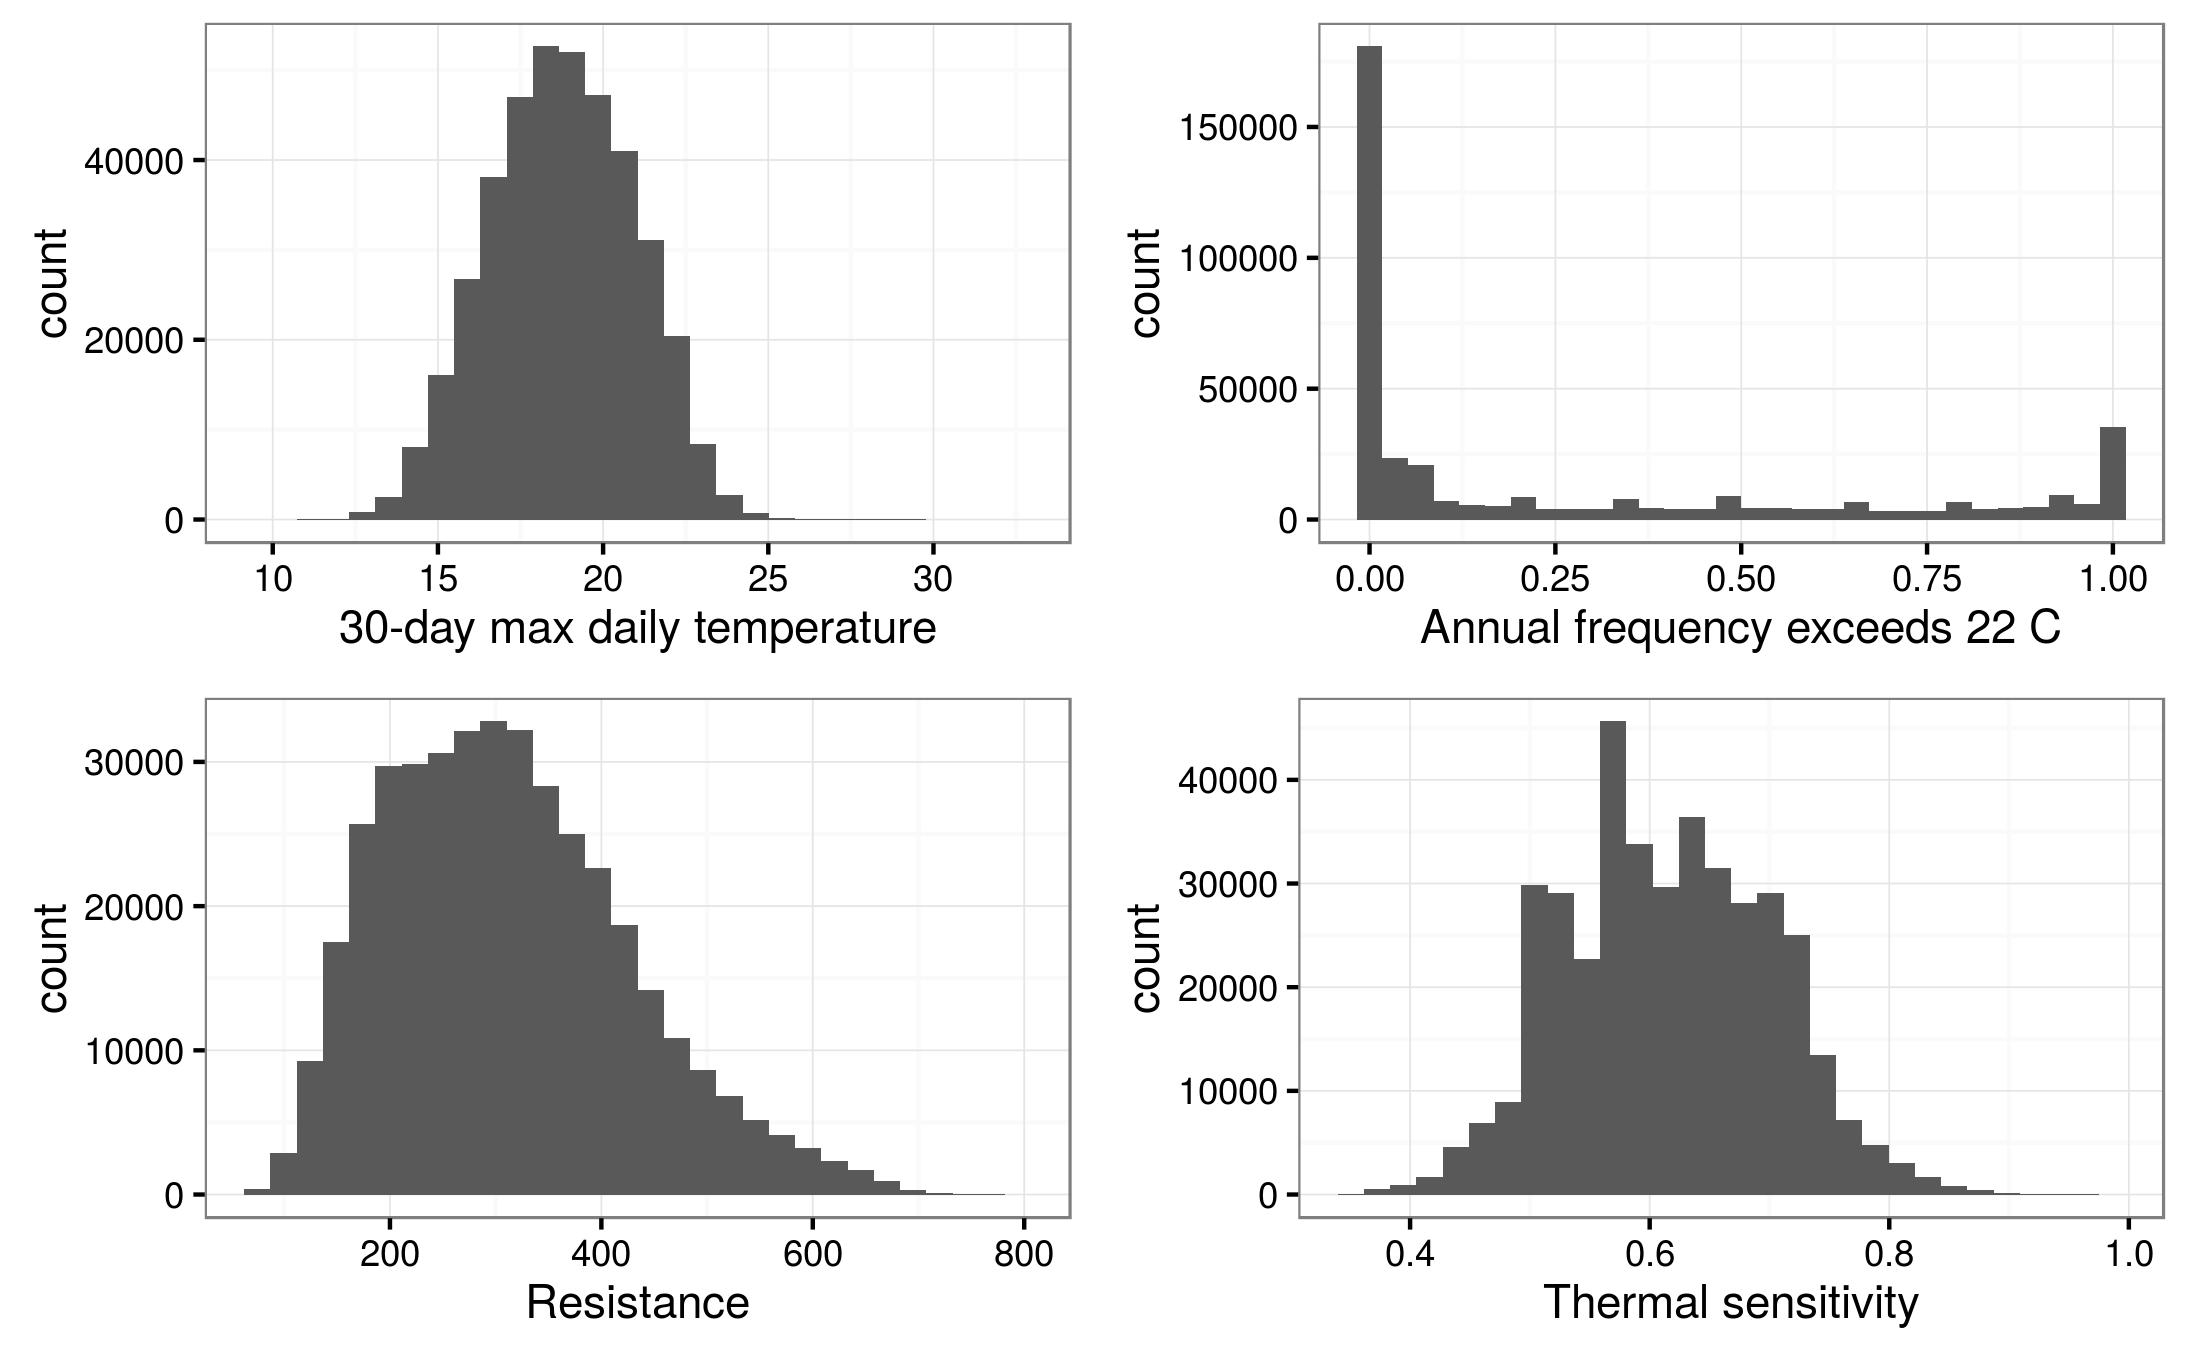 count
40000
20000
0
10 15 20 25 30
30-day max daily temperature
count
150000
100000
50000
0
0.00 0.25 0.50 0.75 1.00
Annual frequency exceeds 22 C
count
30000
20000
10000
0
200 400 600 800
Resistance
count
40000
30000
20000
10000
0
0.4 0.6 0.8 1.0
Thermal sensitivity